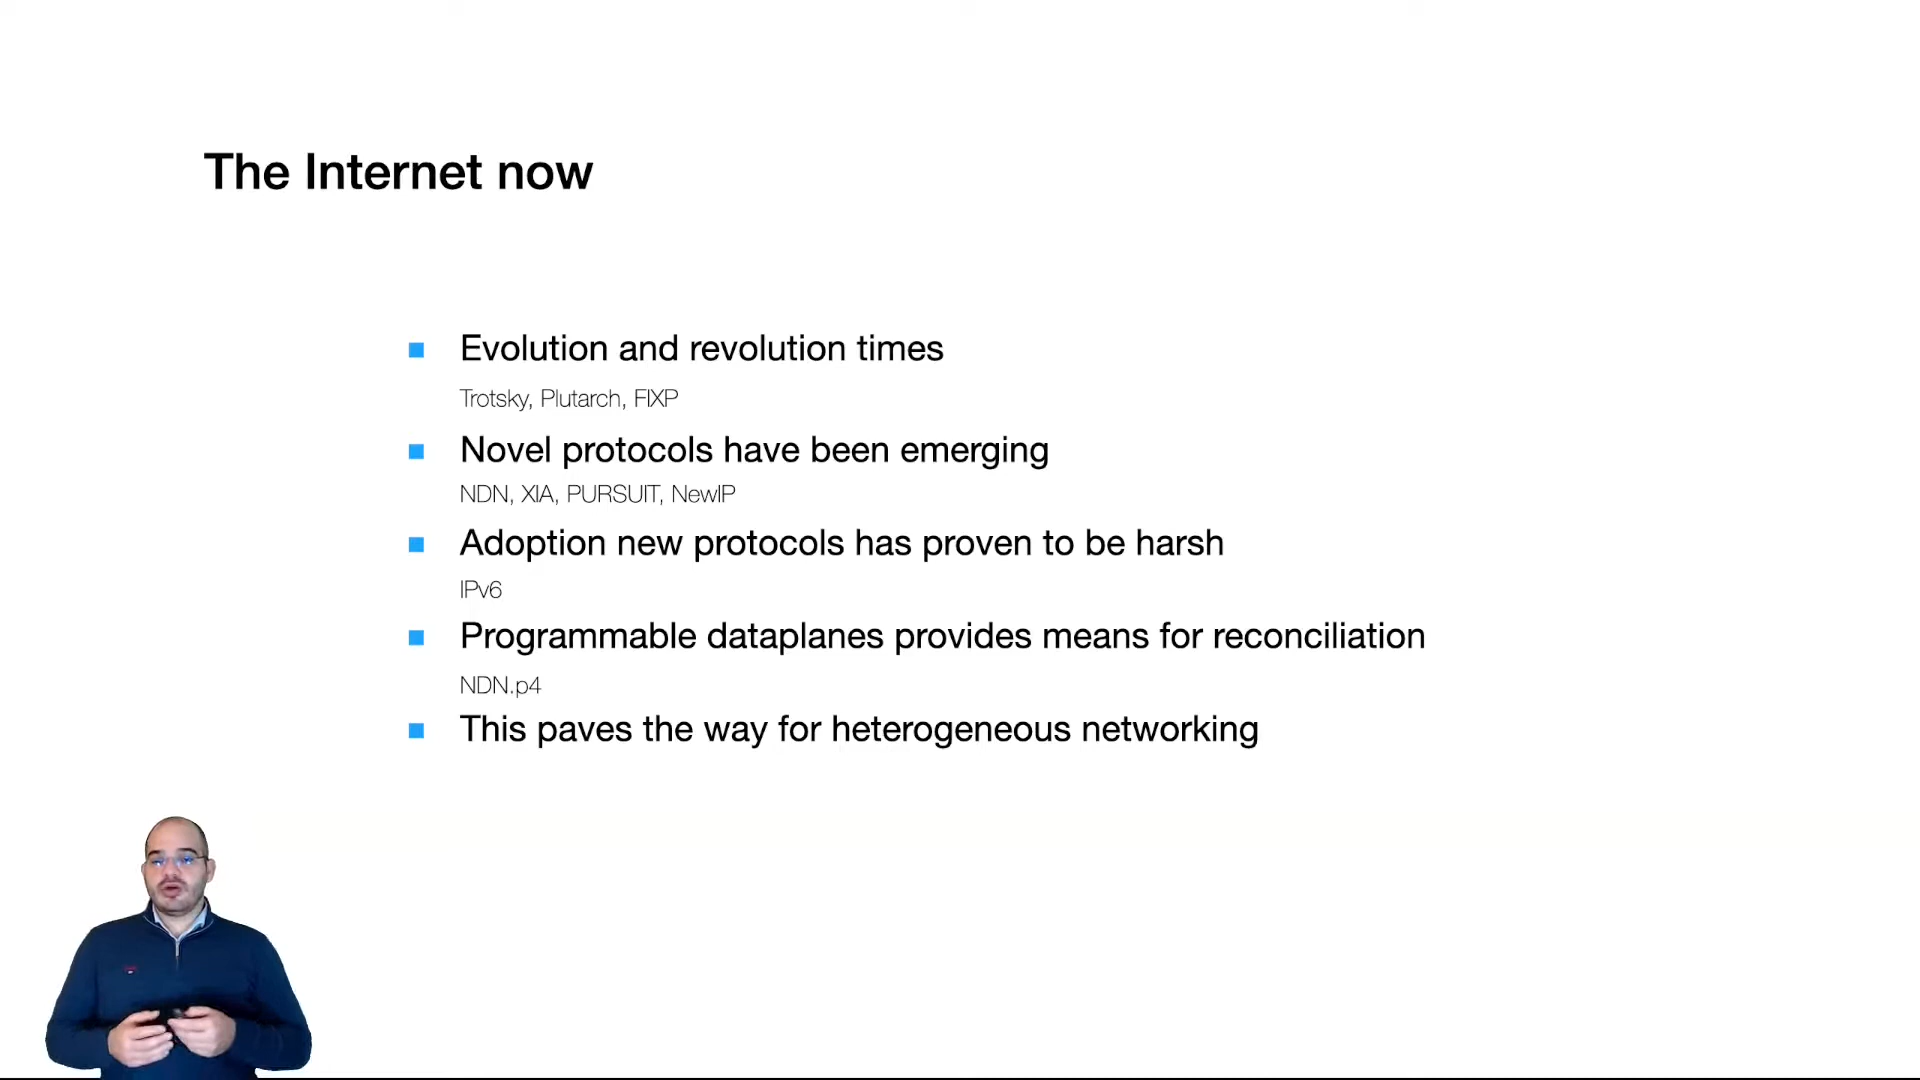 The Internet now
Evolution and revolution times
Trotsky, Plutarch, FIXP
Novel protocols have been emerging
NDN, XIA, PURSUIT, NewIP
Adoption new protocols has proven to be harsh
IPv6
Programmable dataplanes provides means for reconciliation
NDN.p4
This paves the way for heterogeneous networking